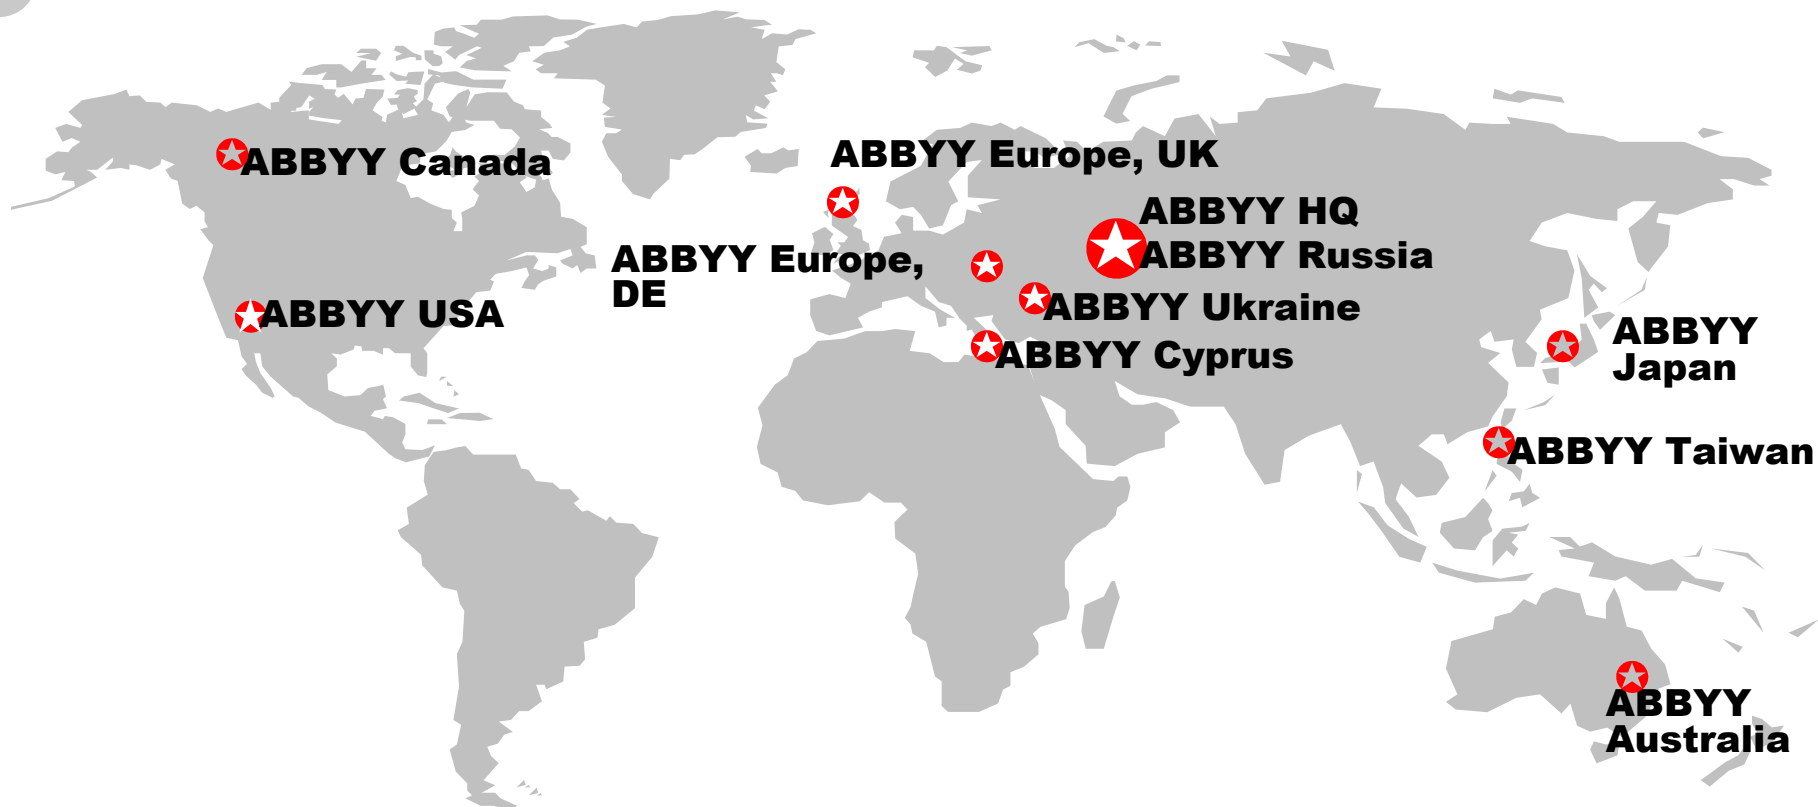 ABBYY Canada
ABBYY Europe, UK
ABBYY HQ
ABBYY Russia
ABBYY Europe,
DE
ABBYY USA
ABBYY Ukraine
ABBYY Cyprus
ABBYY
Japan
ABBYY Taiwan
ABBYY
Australia